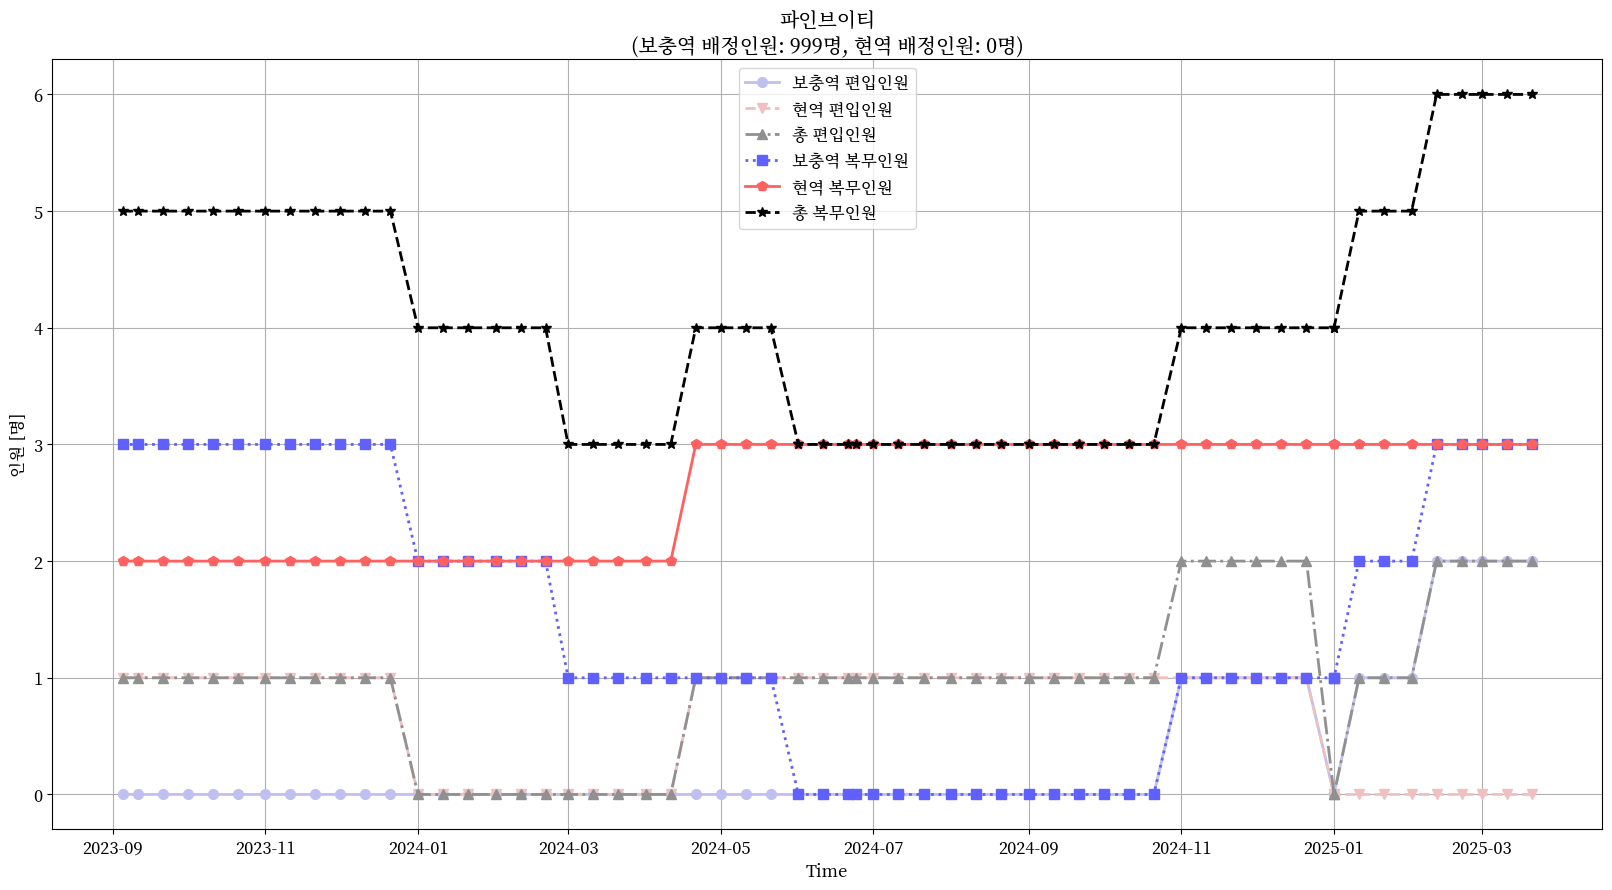 파인브이티
(보충역 배정인원: 999명, 현역 배정인원: 0명)
보충역 편입인원
현역 편입인원
총 편입인원
보충역 복무인원
현역 복무인원
총 복무인원
인원 [명]
6
5
4
3
2
1
0
2023-09 2023-11 2024-01 2024-03 2024-05 2024-07 2024-09 2024-11 2025-01 2025-03
Time